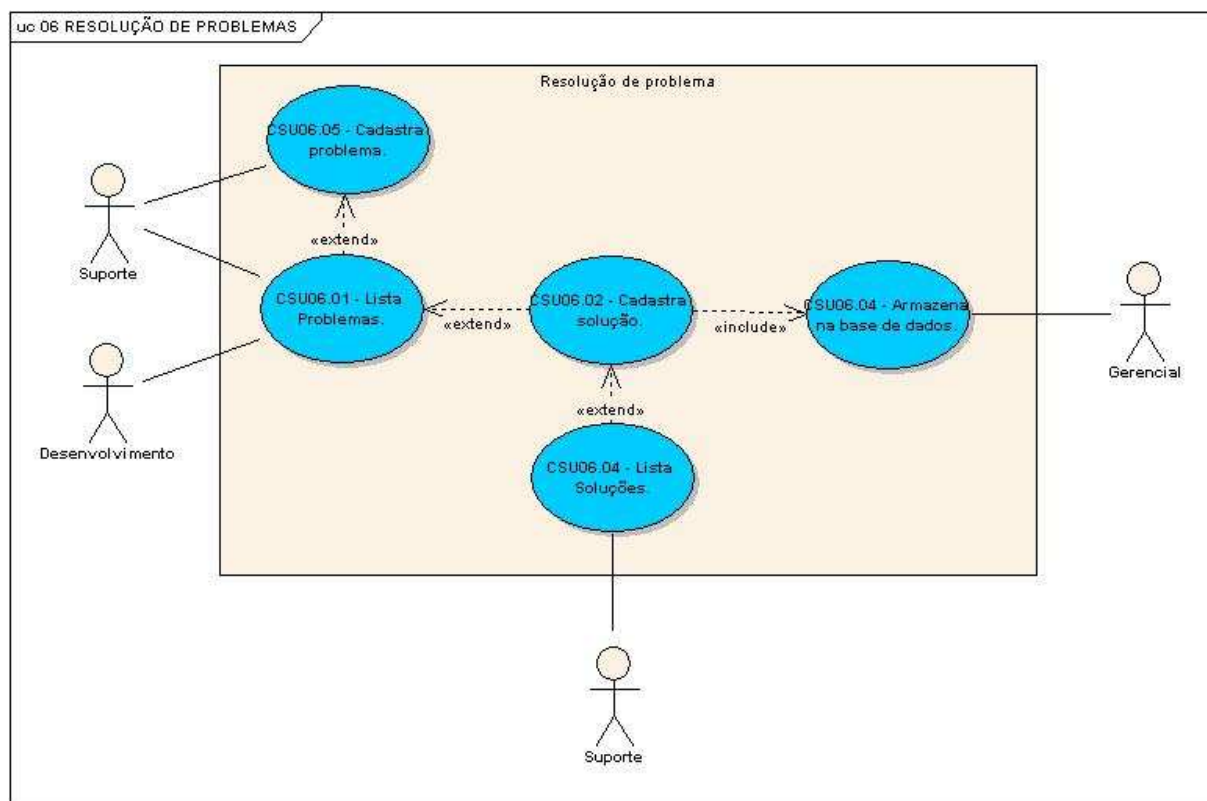 uc 06 RESOLUÇÃO DE PROBLEMAS
Resolução de problema
CSU06.05 - Cadastra
problema.
«extend»
Suporte
CSU06.01 - Lista
Problemas.
«extend»
CSU06.02 - Cadastra
solução.
«include»
CSU06.04 - Armazena
na base de dados.
Gerencial
Desenvolvimento
«extend»
CSU06.04 - Lista
Soluções.
Suporte